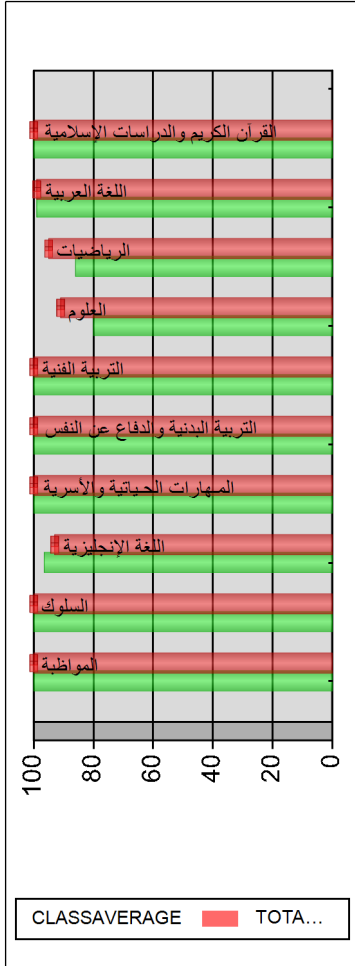 القرآن الكريم والدراسات الإسلامية
اللغة العربية
الرياضيات
العلوم
التربية الفنية
التربية البدنية والدفاع عن النفس
المهارات الحياتية والأسرية
اللغة الإنجليزية
السلوك
المواظبة
100
80
60
40
20
0
CLASSAVERAGE TOTA...